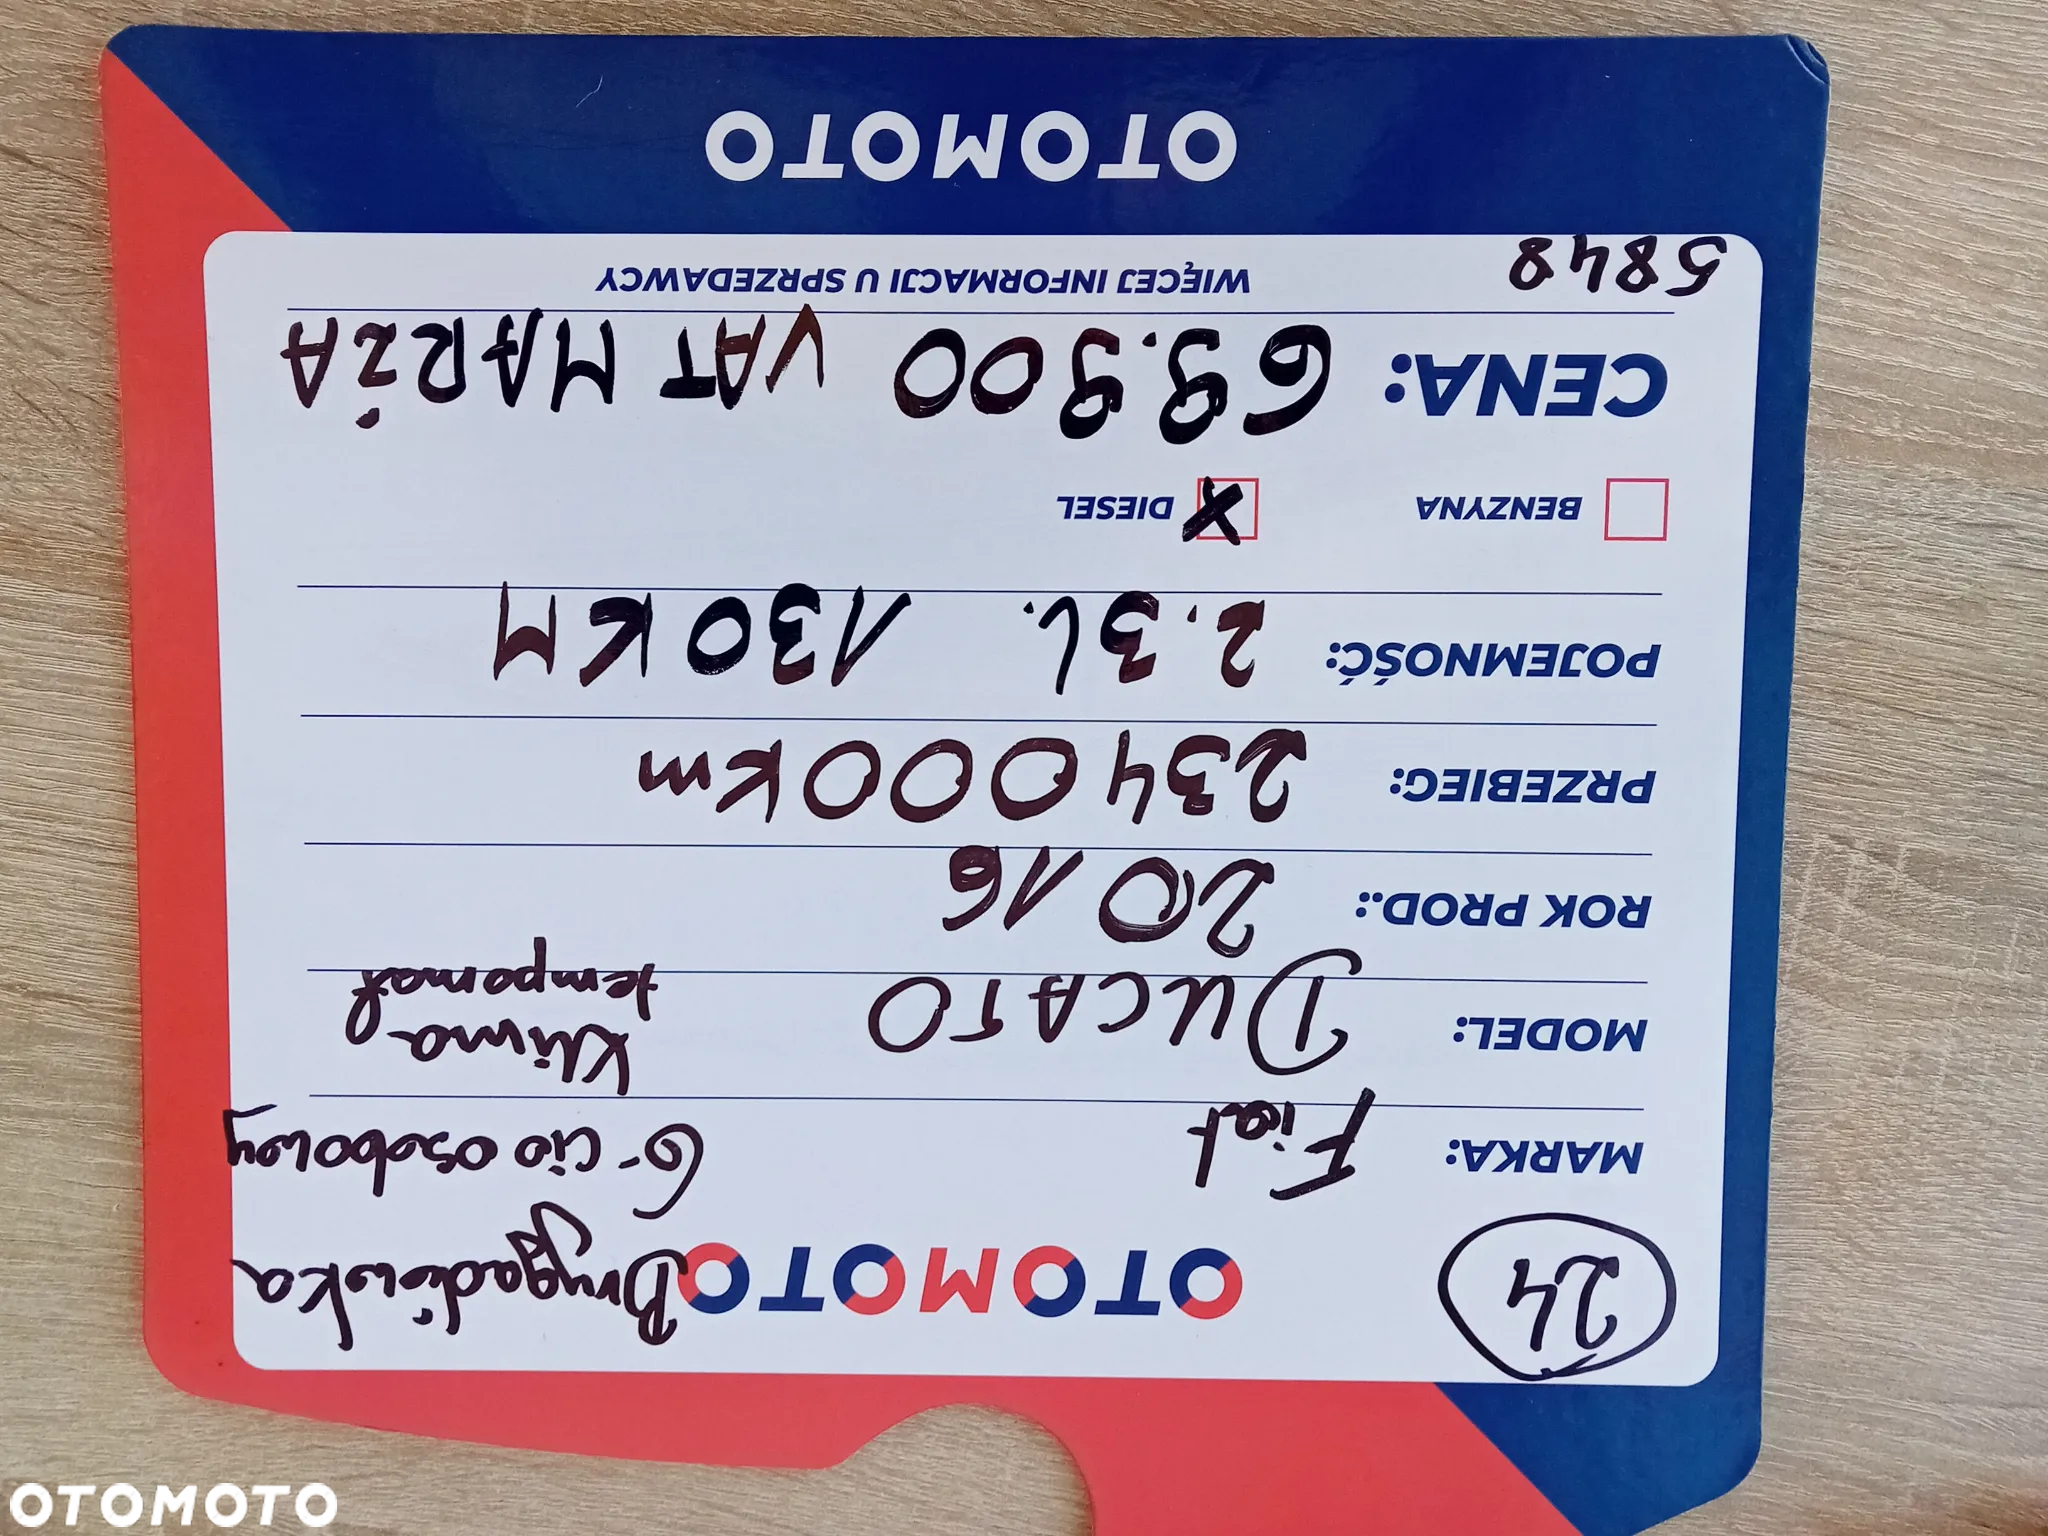 24 OTOMOTO Brygadówka
MARKA: Fiat 6-cio osobowy
MODEL: DUCATO Klima
tempomat
ROK PROD.: 2016
PRZEBIEG: 234000km
POJEMNOŚĆ: 2.3l. 130KM
BENZYNA X DIESEL
CENA: 69.900 VAT MARŻA
5848 WIĘCEJ INFORMACJI U SPRZEDAWCY
OTOMOTO
OTOMOTO